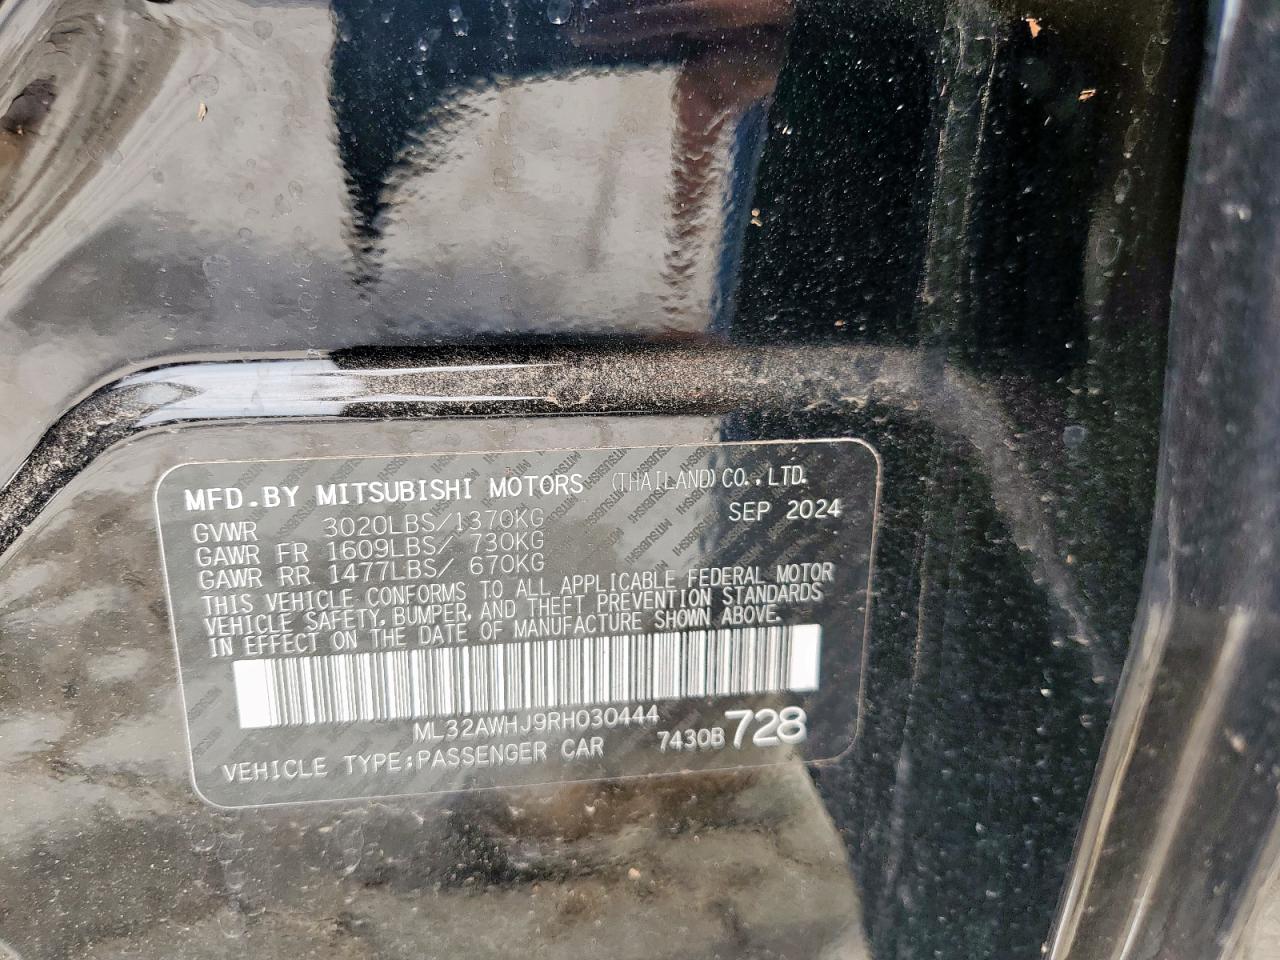 MFD.BY MITSUBISHI MOTORS (THAILAND) CO.,LTD.
GVWR 3020LBS/1370KG SEP 2024
GAWR FR 1609LBS/ 730KG
GAWR RR 1477LBS/ 670KG
THIS VEHICLE CONFORMS TO ALL APPLICABLE FEDERAL MOTOR
VEHICLE SAFETY, BUMPER, AND THEFT PREVENTION STANDARDS
IN EFFECT ON THE DATE OF MANUFACTURE SHOWN ABOVE.
ML32AWHJ9RH030444
VEHICLE TYPE;PASSENGER CAR 7430B 728